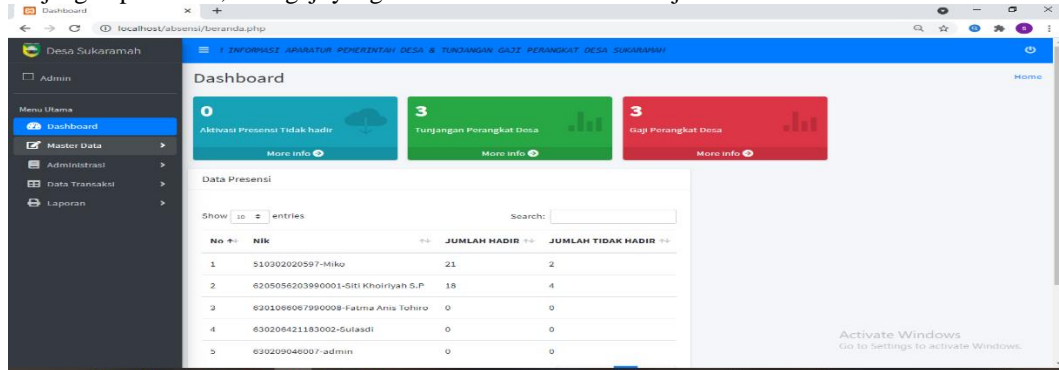 Dashboard
localhost/absensi/beranda.php
Desa Sukaramah
! INFORMASI APARATUR PEMERINTAH DESA & TUNJANGAN GAJI PERANGKAT DESA SUKARAMAH
Admin
Dashboard
Home
Menu Utama
Dashboard
Master Data
Administrasi
Data Transaksi
Laporan
0
Aktivasi Presensi Tidak hadir
More info
3
Tunjangan Perangkat Desa
More info
3
Gaji Perangkat Desa
More info
Data Presensi
Show 10 entries
Search:
No Nik JUMLAH HADIR JUMLAH TIDAK HADIR
1 510302020597-Miko 21 2
2 6205056203990001-Siti Khoiriyah S.P 18 4
3 6301066067990008-Fatma Anis Tohiro 0 0
4 630206421183002-Sulasdi 0 0
5 630209046007-admin 0 0
Activate Windows
Go to Settings to activate Windows.